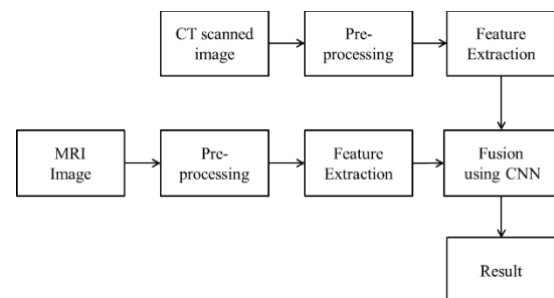 CT scanned
image
Pre-
processing
Feature
Extraction
MRI
Image
Pre-
processing
Feature
Extraction
Fusion
using CNN
Result